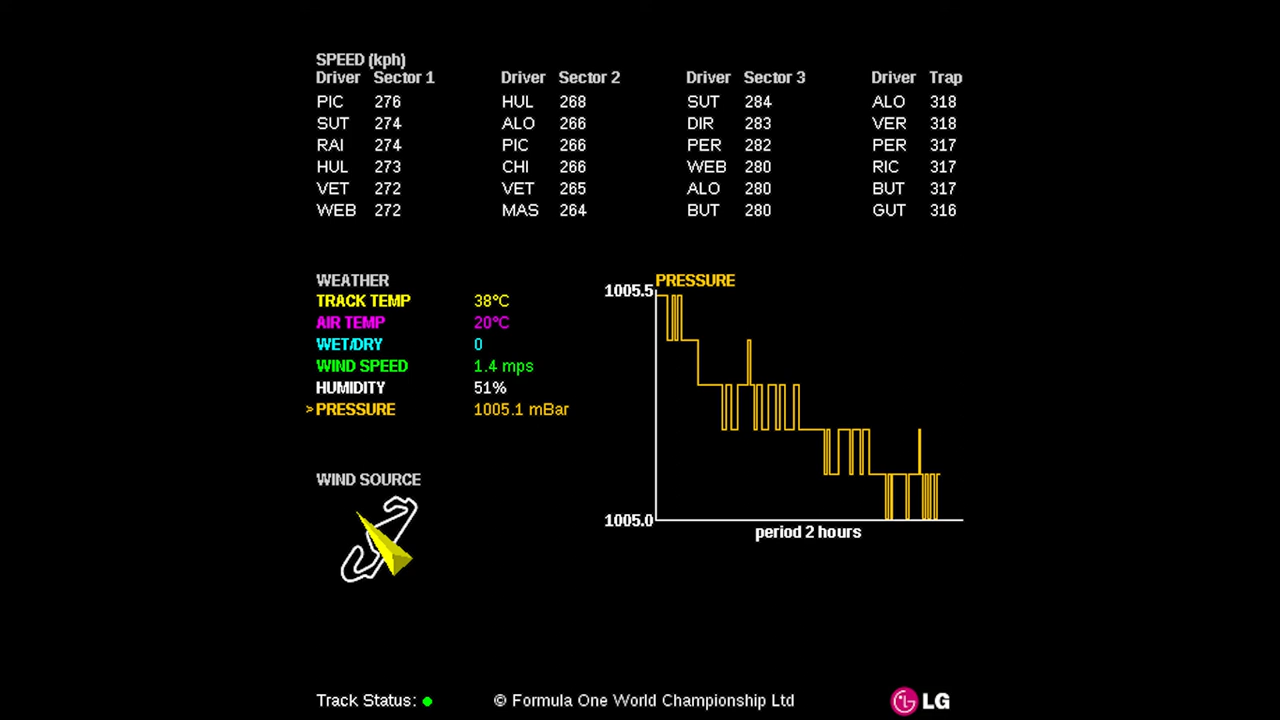 SPEED (kph)
Driver Sector 1 Driver Sector 2 Driver Sector 3 Driver Trap
PIC 276 HUL 268 SUT 284 ALO 318
SUT 274 ALO 266 DIR 283 VER 318
RAI 274 PIC 266 PER 282 PER 317
HUL 273 CHI 266 WEB 280 RIC 317
VET 272 VET 265 ALO 280 BUT 317
WEB 272 MAS 264 BUT 280 GUT 316
WEATHER
TRACK TEMP 38°C
AIR TEMP 20°C
WET/DRY 0
WIND SPEED 1.4 mps
HUMIDITY 51%
>PRESSURE 1005.1 mBar
PRESSURE
1005.5
1005.0
period 2 hours
WIND SOURCE
Track Status: © Formula One World Championship Ltd LG